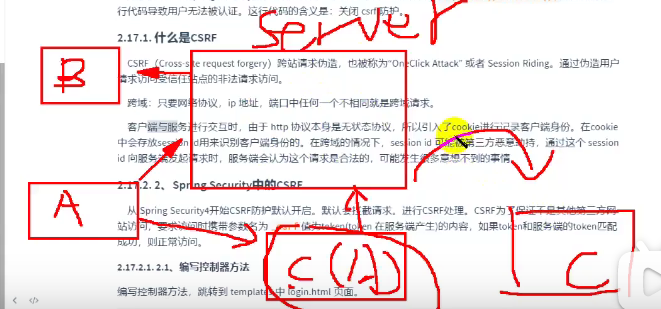 行代码导致用户无法被认证。这行代码的含义是：关闭 csrf 防护。
server
2.17.1. 什么是CSRF
CSRF（Cross-site request forgery）跨站请求伪造，也被称为“OneClick Attack” 或者 Session Riding。通过伪造用户
请求访问受信任站点的非法请求访问。
B
跨域：只要网络协议，ip 地址，端口中任何一个不相同就是跨域请求。
客户端与服务进行交互时，由于 http 协议本身是无状态协议，所以引入了cookie进行记录客户端身份。在cookie
中会存放session id用来识别客户端身份的。在跨域的情况下，session id 可能被第三方恶意劫持，通过这个 session
id 向服务端发起请求时，服务端会认为这个请求是合法的，可能发生很多意想不到的事情。
2.17.2. 2、Spring Security中的CSRF
A
从 Spring Security4开始CSRF防护默认开启。默认会拦截请求。进行CSRF处理。CSRF为了保证不是其他第三方网
站访问，要求访问时携带参数名为 _csrf 值为token(token 在服务端产生)的内容，如果token和服务端的token匹配
成功，则正常访问。
C(A)
C
2.17.2.1. 2.1、编写控制器方法
编写控制器方法，跳转到 templates 中 login.html 页面。